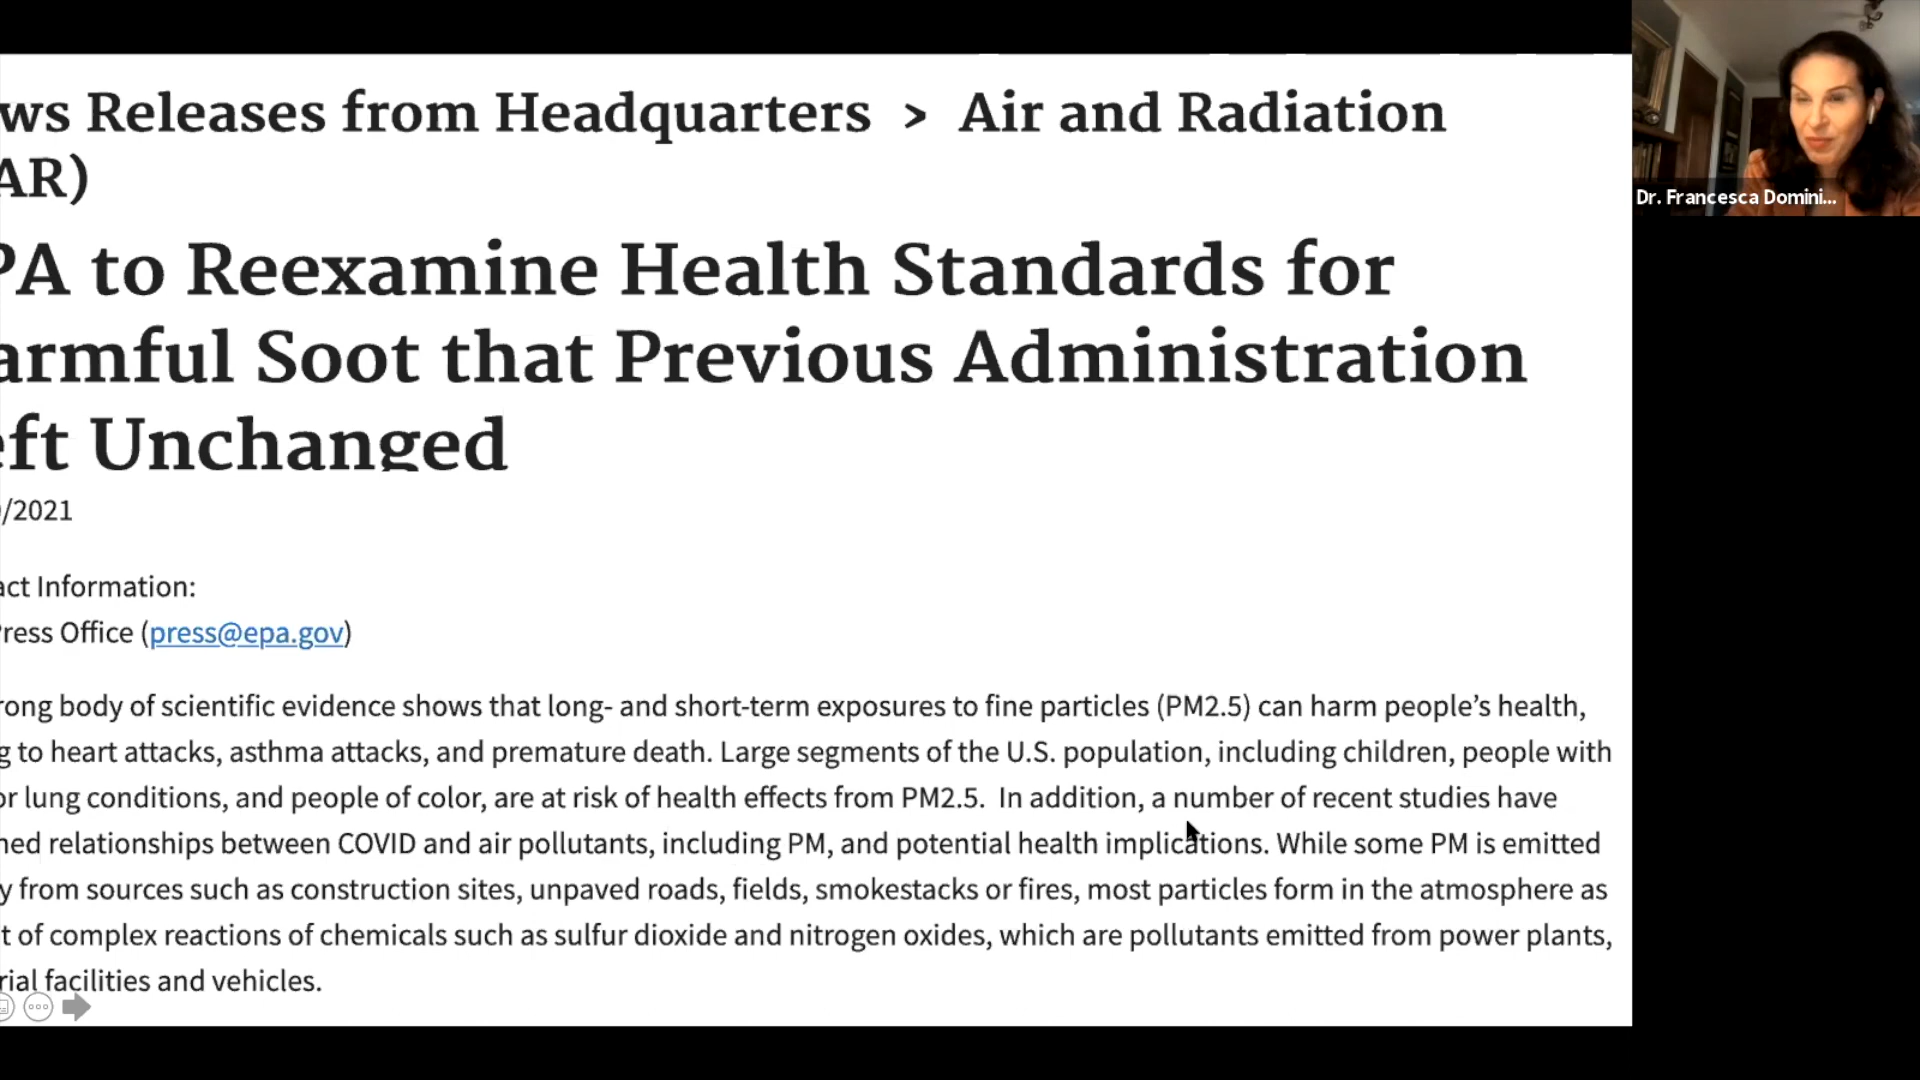 ws Releases from Headquarters > Air and Radiation
AR)
PA to Reexamine Health Standards for
armful Soot that Previous Administration
eft Unchanged
/2021
act Information:
Press Office (press@epa.gov)
rong body of scientific evidence shows that long- and short-term exposures to fine particles (PM2.5) can harm people’s health,
g to heart attacks, asthma attacks, and premature death. Large segments of the U.S. population, including children, people with
or lung conditions, and people of color, are at risk of health effects from PM2.5. In addition, a number of recent studies have
ned relationships between COVID and air pollutants, including PM, and potential health implications. While some PM is emitted
y from sources such as construction sites, unpaved roads, fields, smokestacks or fires, most particles form in the atmosphere as
t of complex reactions of chemicals such as sulfur dioxide and nitrogen oxides, which are pollutants emitted from power plants,
rial facilities and vehicles.
Dr. Francesca Domini...